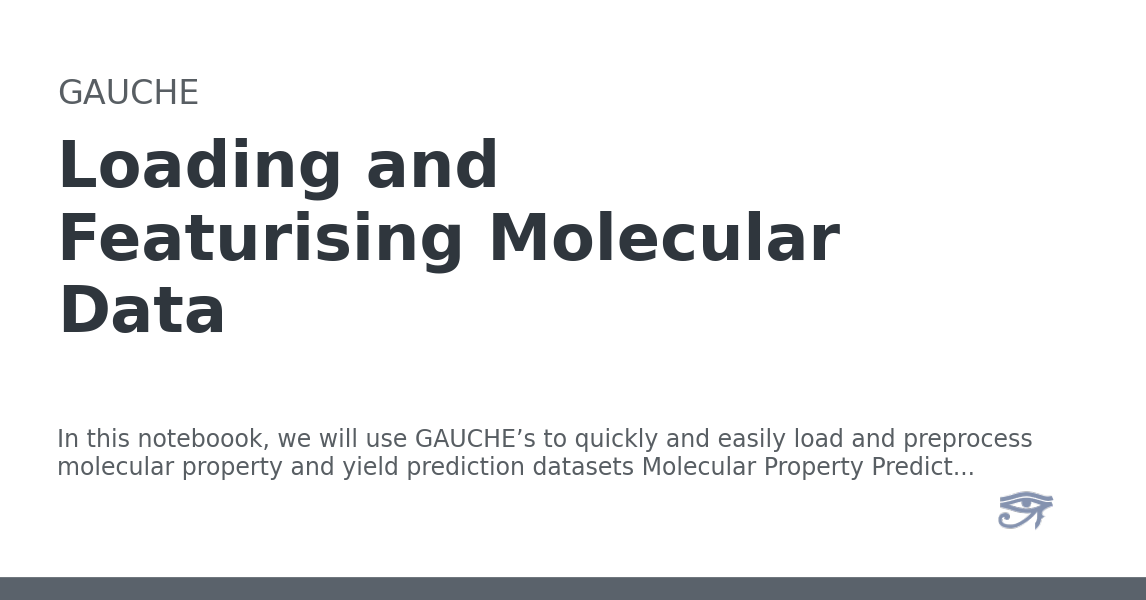 GAUCHE
Loading and
Featurising Molecular
Data
In this noteboook, we will use GAUCHE’s to quickly and easily load and preprocess
molecular property and yield prediction datasets Molecular Property Predict...